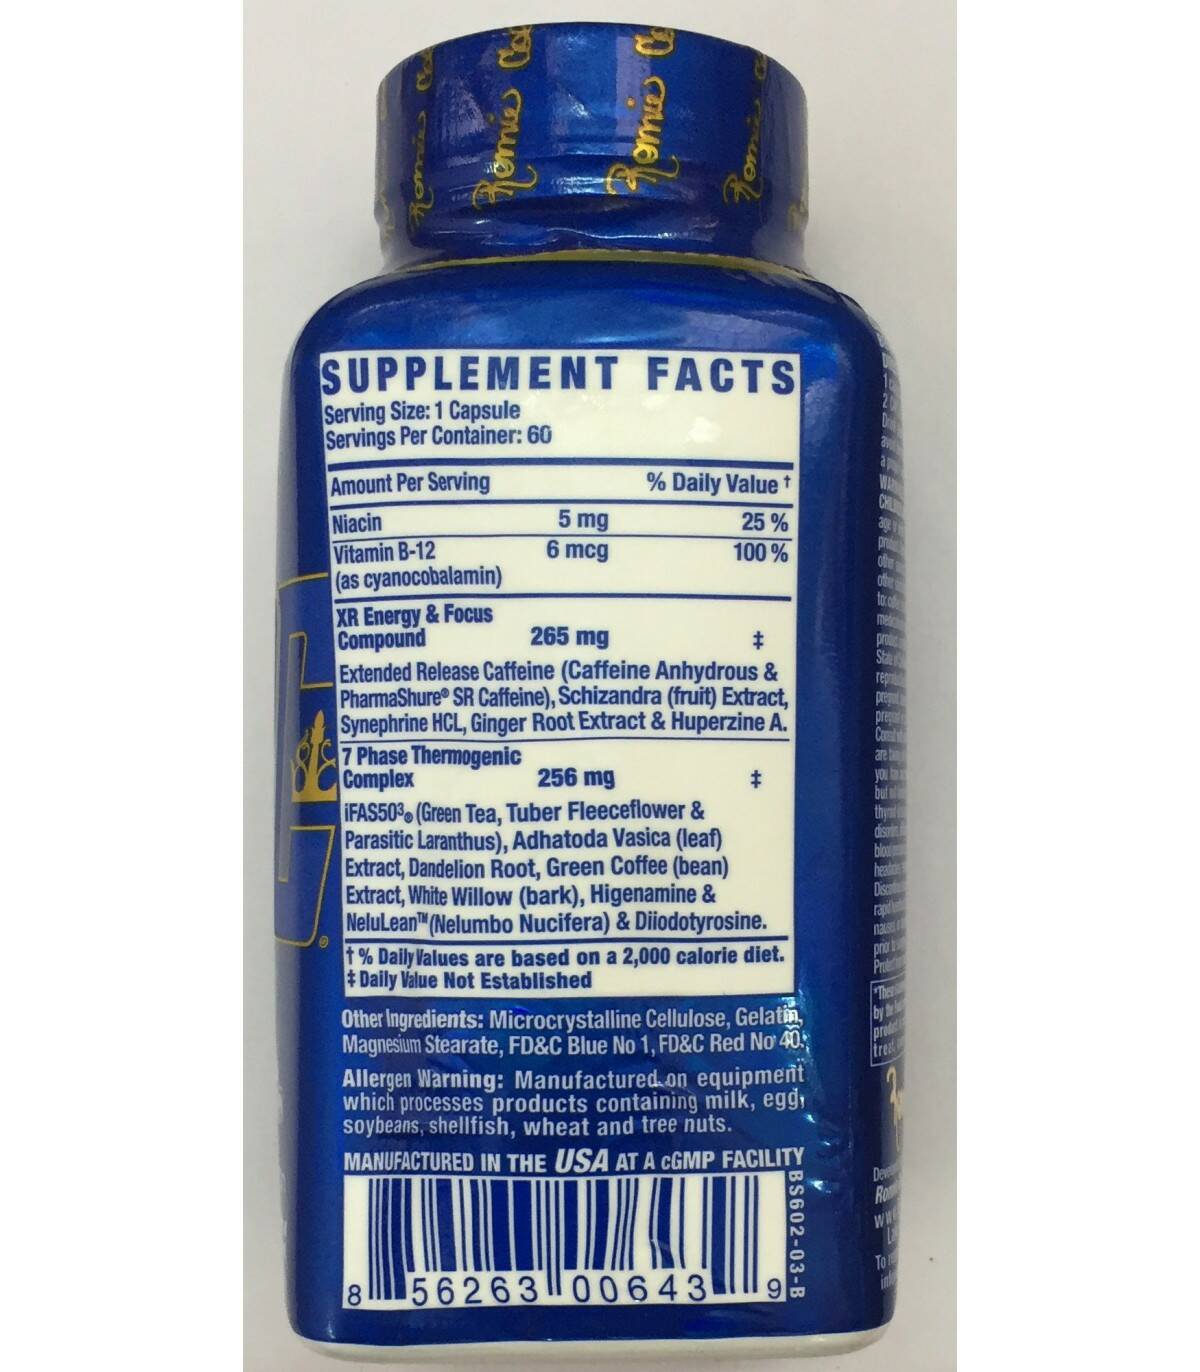 Ronnie
Ronnie
Ronnie
Ronnie
SUPPLEMENT FACTS
Serving Size: 1 Capsule
Servings Per Container: 60
Amount Per Serving % Daily Value †
Niacin 5 mg 25 %
Vitamin B-12 6 mcg 100 %
(as cyanocobalamin)
XR Energy & Focus
Compound 265 mg ‡
Extended Release Caffeine (Caffeine Anhydrous &
PharmaShure® SR Caffeine), Schizandra (fruit) Extract,
Synephrine HCL, Ginger Root Extract & Huperzine A.
7 Phase Thermogenic
Complex 256 mg ‡
iFAS50³® (Green Tea, Tuber Fleeceflower &
Parasitic Laranthus), Adhatoda Vasica (leaf)
Extract, Dandelion Root, Green Coffee (bean)
Extract, White Willow (bark), Higenamine &
NeluLean™ (Nelumbo Nucifera) & Diiodotyrosine.
† % Daily Values are based on a 2,000 calorie diet.
‡ Daily Value Not Established
Other Ingredients: Microcrystalline Cellulose, Gelatin,
Magnesium Stearate, FD&C Blue No 1, FD&C Red No 40.
Allergen Warning: Manufactured on equipment
which processes products containing milk, egg,
soybeans, shellfish, wheat and tree nuts.
MANUFACTURED IN THE USA AT A cGMP FACILITY
8 56263 00643 9
BS602-03-B